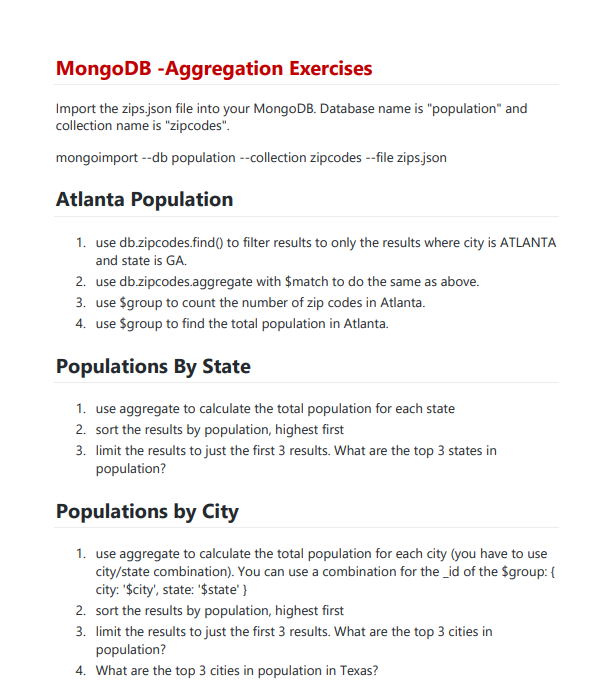 MongoDB -Aggregation Exercises
Import the zips.json file into your MongoDB. Database name is "population" and
collection name is "zipcodes".
mongoimport --db population --collection zipcodes --file zips.json
Atlanta Population
1. use db.zipcodes.find() to filter results to only the results where city is ATLANTA
and state is GA.
2. use db.zipcodes.aggregate with $match to do the same as above.
3. use $group to count the number of zip codes in Atlanta.
4. use $group to find the total population in Atlanta.
Populations By State
1. use aggregate to calculate the total population for each state
2. sort the results by population, highest first
3. limit the results to just the first 3 results. What are the top 3 states in
population?
Populations by City
1. use aggregate to calculate the total population for each city (you have to use
city/state combination). You can use a combination for the _id of the $group: {
city: '$city', state: '$state' }
2. sort the results by population, highest first
3. limit the results to just the first 3 results. What are the top 3 cities in
population?
4. What are the top 3 cities in population in Texas?